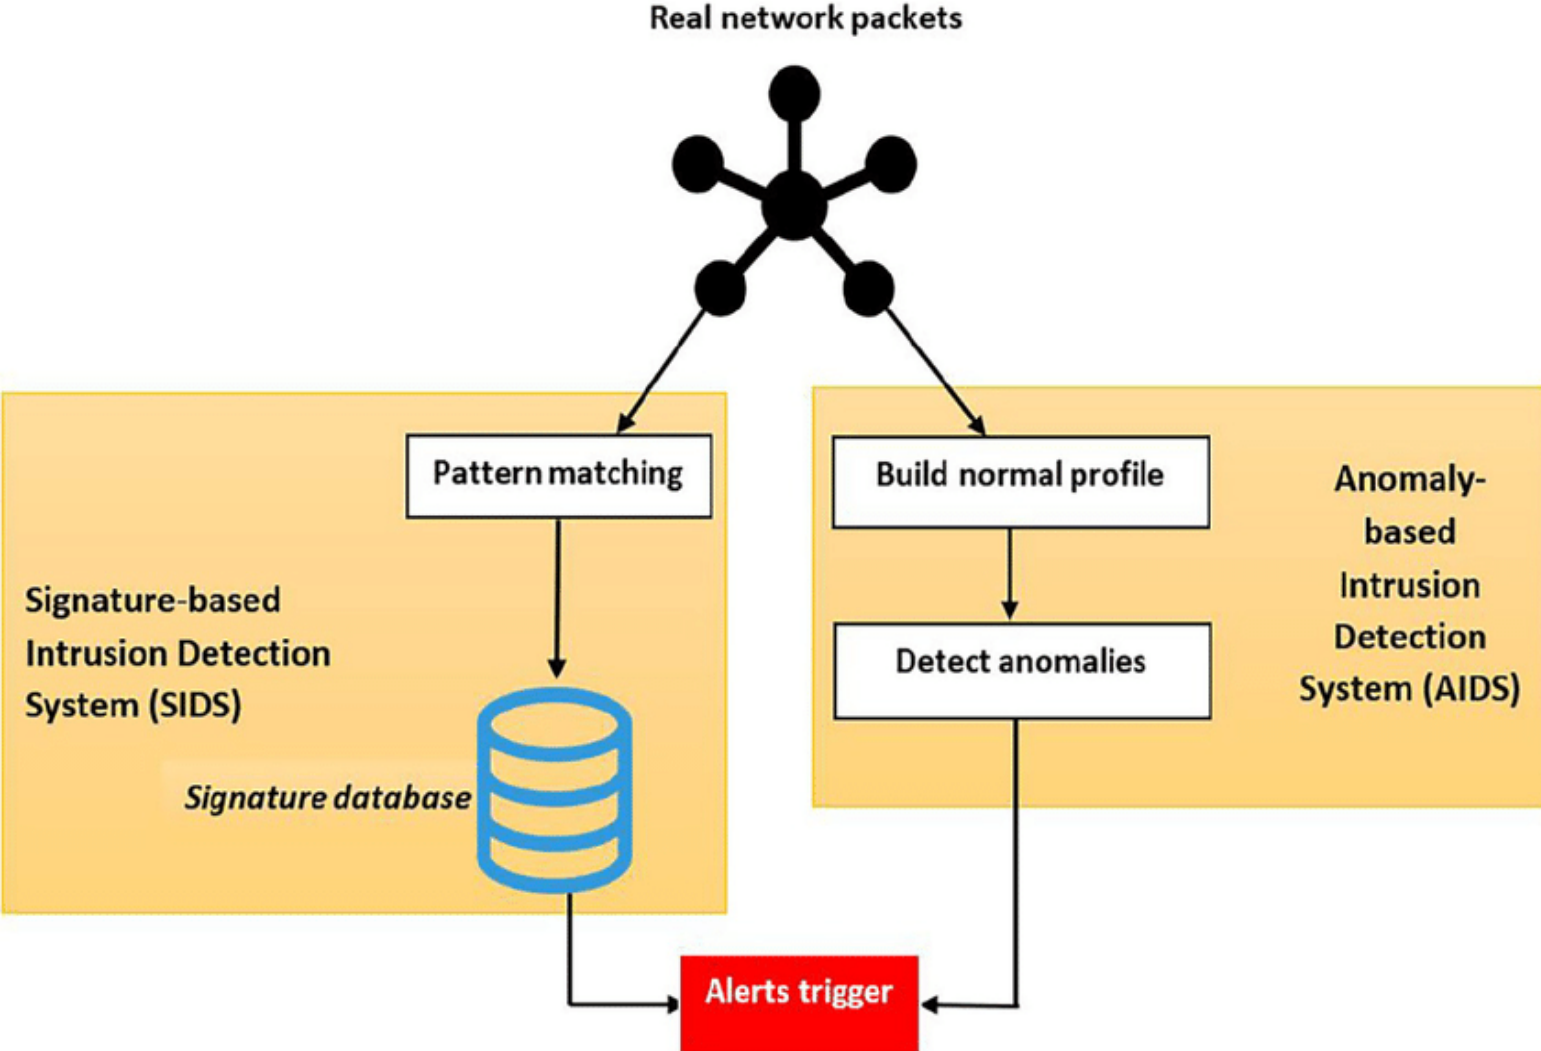 Real network packets
Pattern matching
Signature-based
Intrusion Detection
System (SIDS)
Signature database
Build normal profile
Detect anomalies
Anomaly-
based
Intrusion
Detection
System (AIDS)
Alerts trigger